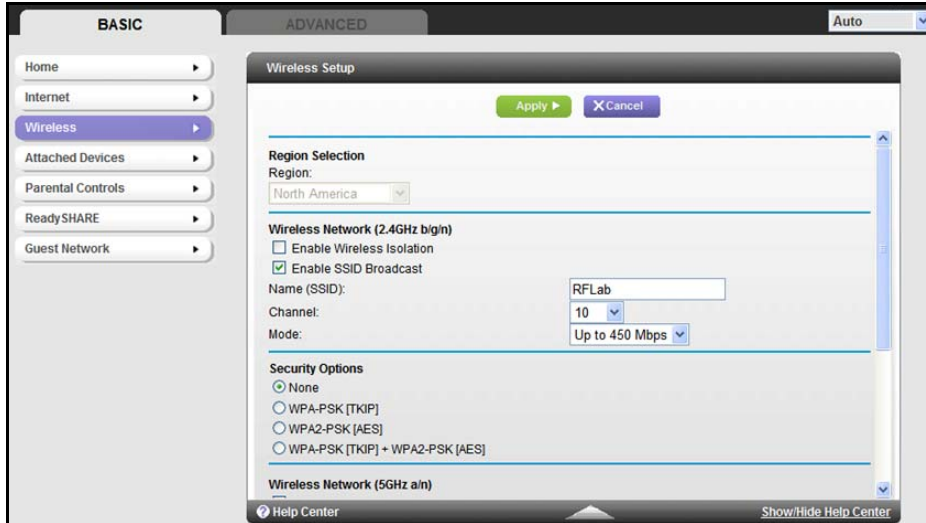 BASIC
ADVANCED
Auto
Home
Internet
Wireless
Attached Devices
Parental Controls
ReadySHARE
Guest Network
Wireless Setup
Apply
X Cancel
Region Selection
Region:
North America
Wireless Network (2.4GHz b/g/n)
Enable Wireless Isolation
Enable SSID Broadcast
Name (SSID): RFLab
Channel: 10
Mode: Up to 450 Mbps
Security Options
None
WPA-PSK [TKIP]
WPA2-PSK [AES]
WPA-PSK [TKIP] + WPA2-PSK [AES]
Wireless Network (5GHz a/n)
? Help Center
Show/Hide Help Center